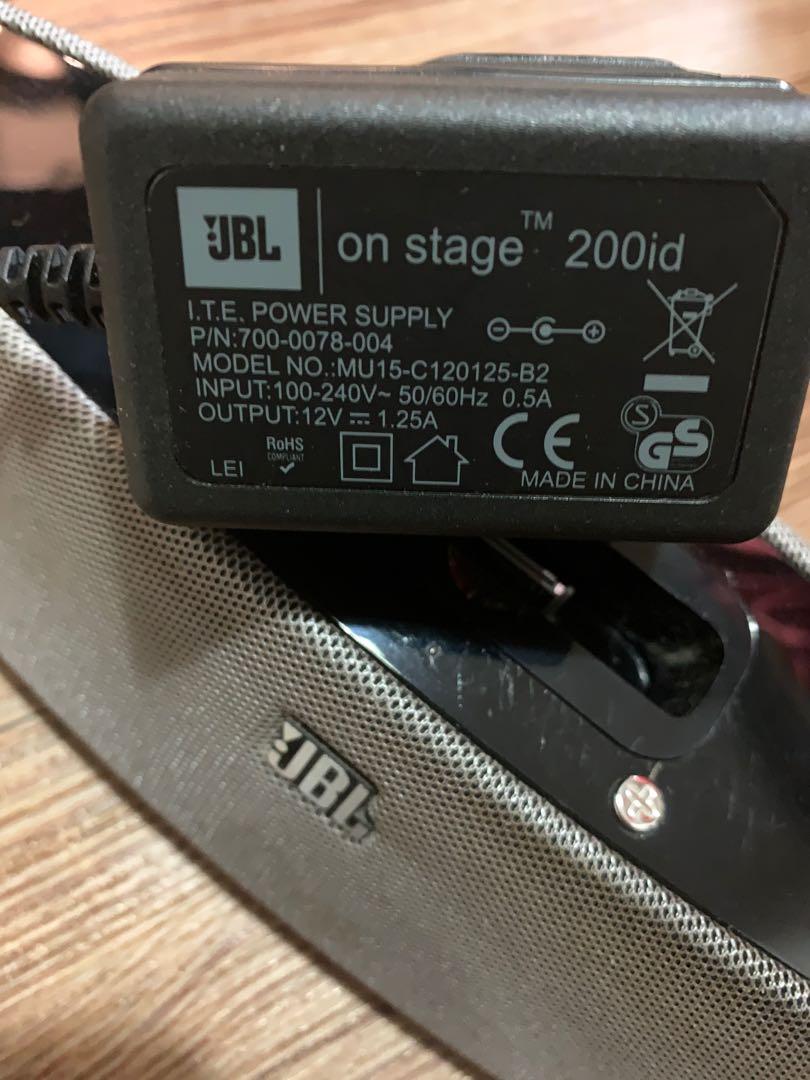 JBL on stage™ 200id
I.T.E. POWER SUPPLY
P/N:700-0078-004
MODEL NO.:MU15-C120125-B2
INPUT:100-240V~ 50/60Hz 0.5A
OUTPUT:12V ⎓ 1.25A
LEI
RoHS
COMPLIANT
CE
S
GS
MADE IN CHINA
JBL